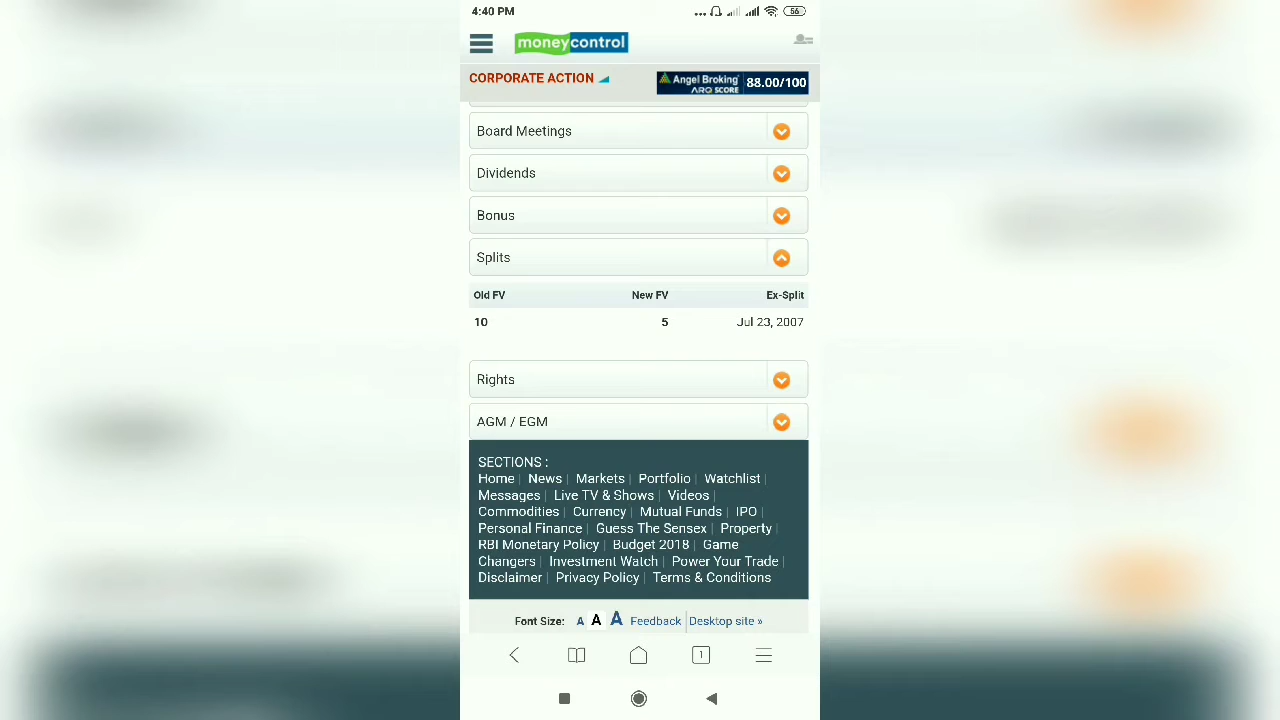 4:40 PM
56
moneycontrol
CORPORATE ACTION
Angel Broking
ARQ SCORE
88.00/100
Board Meetings
Dividends
Bonus
Splits
Old FV New FV Ex-Split
10 5 Jul 23, 2007
Rights
AGM / EGM
SECTIONS :
Home | News | Markets | Portfolio | Watchlist |
Messages | Live TV & Shows | Videos |
Commodities | Currency | Mutual Funds | IPO |
Personal Finance | Guess The Sensex | Property |
RBI Monetary Policy | Budget 2018 | Game
Changers | Investment Watch | Power Your Trade |
Disclaimer | Privacy Policy | Terms & Conditions
Font Size: A A A Feedback | Desktop site »
1